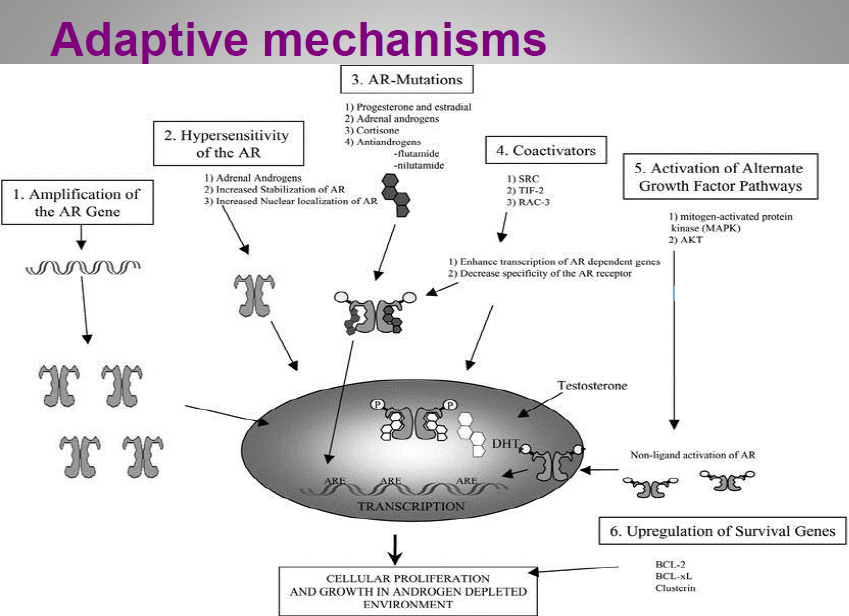 Adaptive mechanisms
3. AR-Mutations
1) Progesterone and estradial
2) Adrenal androgens
3) Cortisone
4) Antiandrogens
-flutamide
-nilutamide
2. Hypersensitivity
of the AR
1) Adrenal Androgens
2) Increased Stabilization of AR
3) Increased Nuclear localization of AR
4. Coactivators
1) SRC
2) TIF-2
3) RAC-3
1) Enhance transcription of AR dependent genes
2) Decrease specificity of the AR receptor
5. Activation of Alternate
Growth Factor Pathways
1) mitogen-activated protein
kinase (MAPK)
2) AKT
1. Amplification of
the AR Gene
Testosterone
P
P
DHT
Non-ligand activation of AR
ARE
ARE
ARE
TRANSCRIPTION
6. Upregulation of Survival Genes
BCL-2
BCL-xL
Clusterin
CELLULAR PROLIFERATION
AND GROWTH IN ANDROGEN DEPLETED
ENVIRONMENT